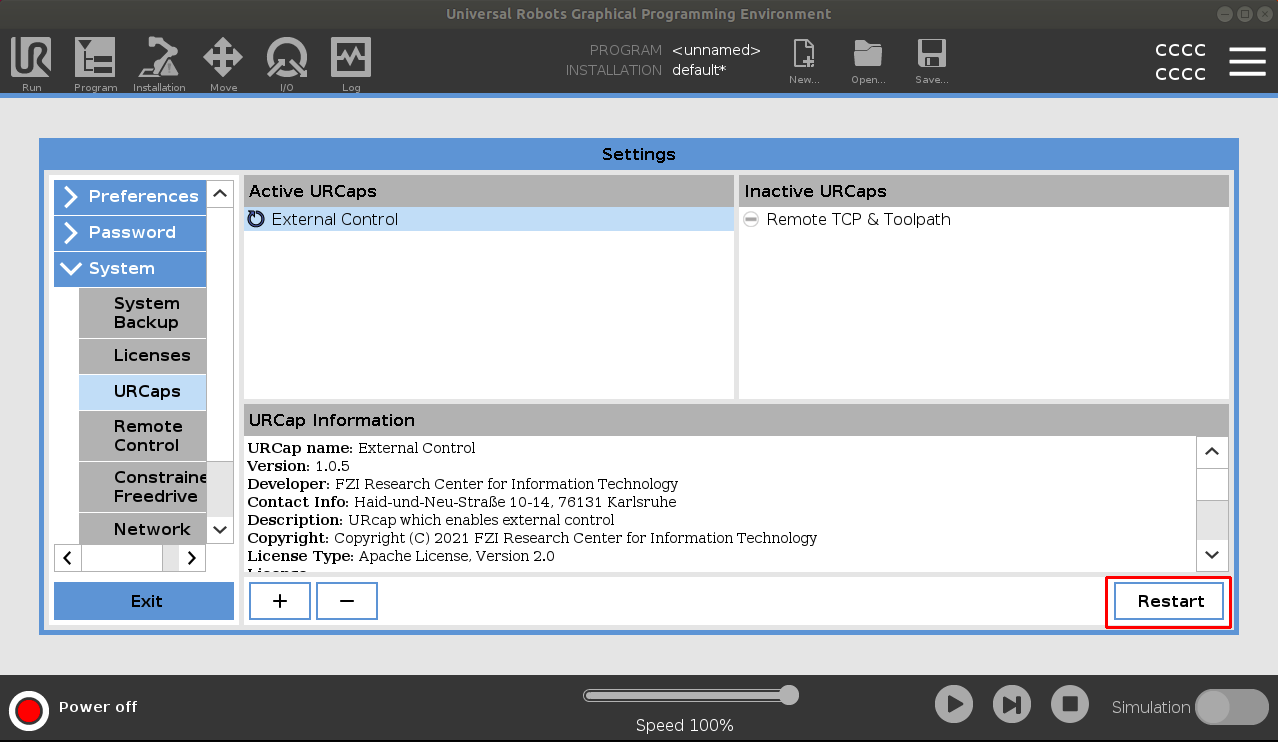 Universal Robots Graphical Programming Environment
Run
Program
Installation
Move
I/O
Log
PROGRAM <unnamed>
INSTALLATION default*
New...
Open...
Save...
CCCC
CCCC
Settings
Preferences
Password
System
System
Backup
Licenses
URCaps
Remote
Control
Constraine
Freedrive
Network
Exit
Active URCaps
External Control
Inactive URCaps
Remote TCP & Toolpath
URCap Information
URCap name: External Control
Version: 1.0.5
Developer: FZI Research Center for Information Technology
Contact Info: Haid-und-Neu-Straße 10-14, 76131 Karlsruhe
Description: URcap which enables external control
Copyright: Copyright (C) 2021 FZI Research Center for Information Technology
License Type: Apache License, Version 2.0
+
−
Restart
Power off
Speed 100%
Simulation